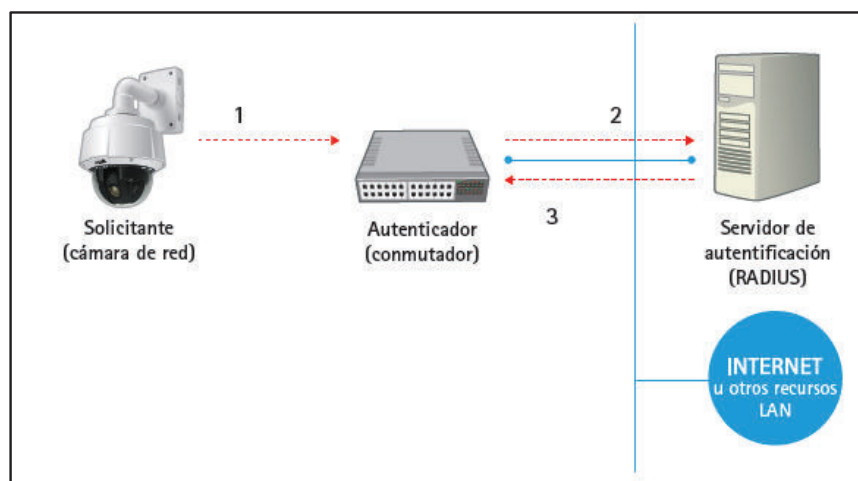 1
2
3
Solicitante
(cámara de red)
Autenticador
(conmutador)
Servidor de
autentificación
(RADIUS)
INTERNET
u otros recursos
LAN